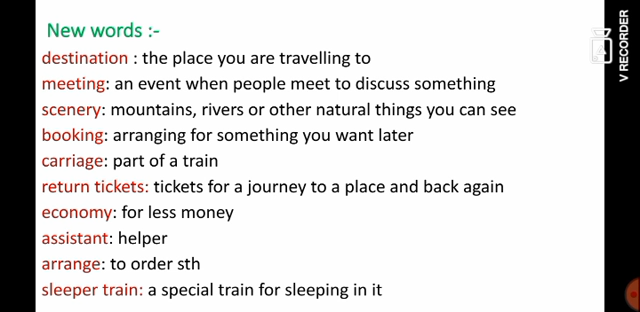 New words :-
destination : the place you are travelling to
meeting: an event when people meet to discuss something
scenery: mountains, rivers or other natural things you can see
booking: arranging for something you want later
carriage: part of a train
return tickets: tickets for a journey to a place and back again
economy: for less money
assistant: helper
arrange: to order sth
sleeper train: a special train for sleeping in it
V RECORDER